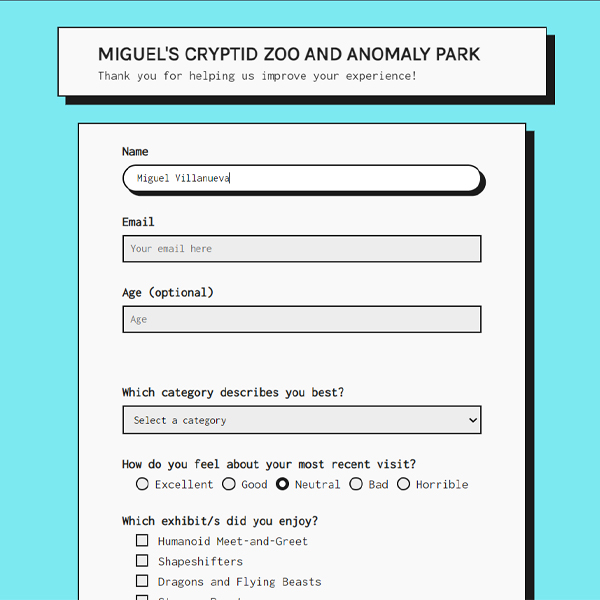 MIGUEL'S CRYPTID ZOO AND ANOMALY PARK
Thank you for helping us improve your experience!
Name
Miguel Villanueva
Email
Your email here
Age (optional)
Age
Which category describes you best?
Select a category
How do you feel about your most recent visit?
Excellent Good Neutral Bad Horrible
Which exhibit/s did you enjoy?
Humanoid Meet-and-Greet
Shapeshifters
Dragons and Flying Beasts